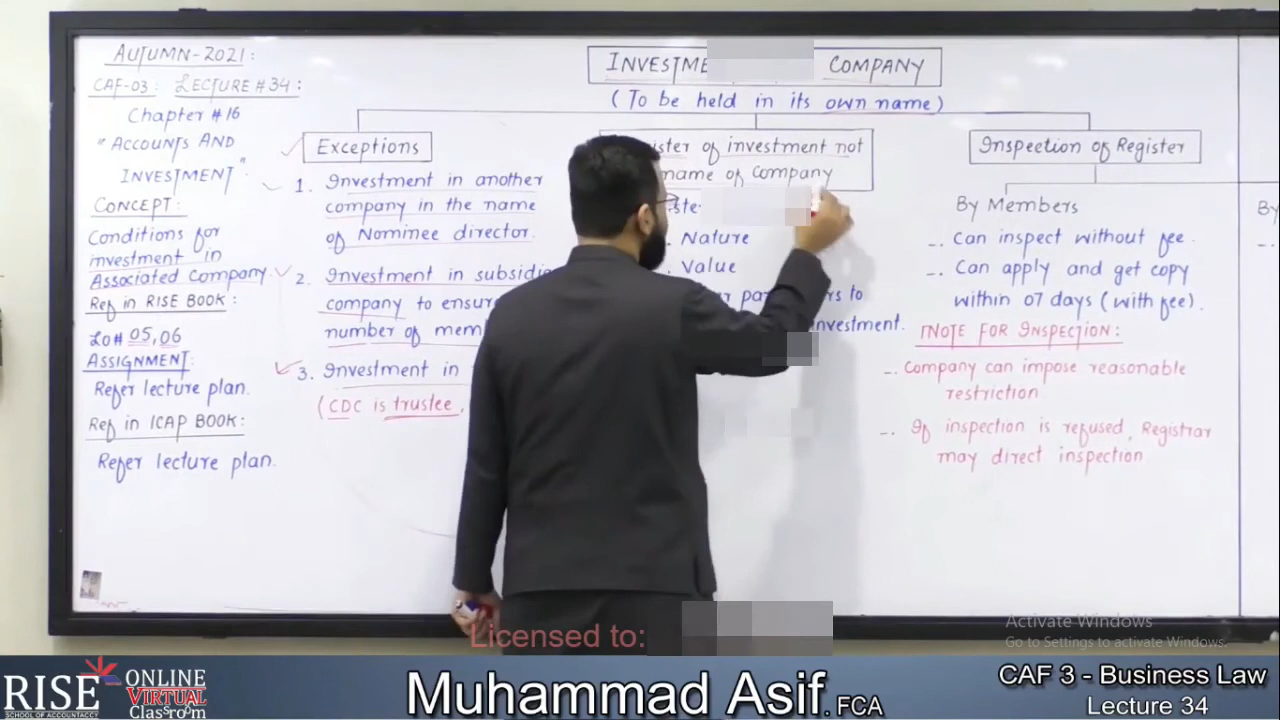 AUTUMN-2021:
CAF-03: LECTURE #34:
Chapter #16
"ACCOUNTS AND
INVESTMENT"
CONCEPT:
Conditions for
investment in
Associated Company.
Ref in RISE BOOK:
LO# 05,06
ASSIGNMENT:
Refer lecture plan.
Ref in ICAP BOOK:
Refer lecture plan.
COMPANY
(To be held in its own name)
Exceptions
1. Investment in another
company in the name
of Nominee director.
2. Investment in
company to ensure
number of
3. Investment in
(CDC is trustee,
of investment not
name of company
Nature
Value
to
investment.
Inspection of Register
By Members
-. Can inspect without fee.
-. Can apply and get copy
within 07 days (with fee).
NOTE FOR INSPECTION:
-. Company can impose reasonable
restriction
-. If inspection is refused, Registrar
may direct inspection
By
Licensed to:
Activate Windows
Go to Settings to activate Windows.
RISE
SCHOOL OF ACCOUNTANCY
ONLINE
VIRTUAL
Classroom
Muhammad Asif. FCA
CAF 3 - Business Law
Lecture 34